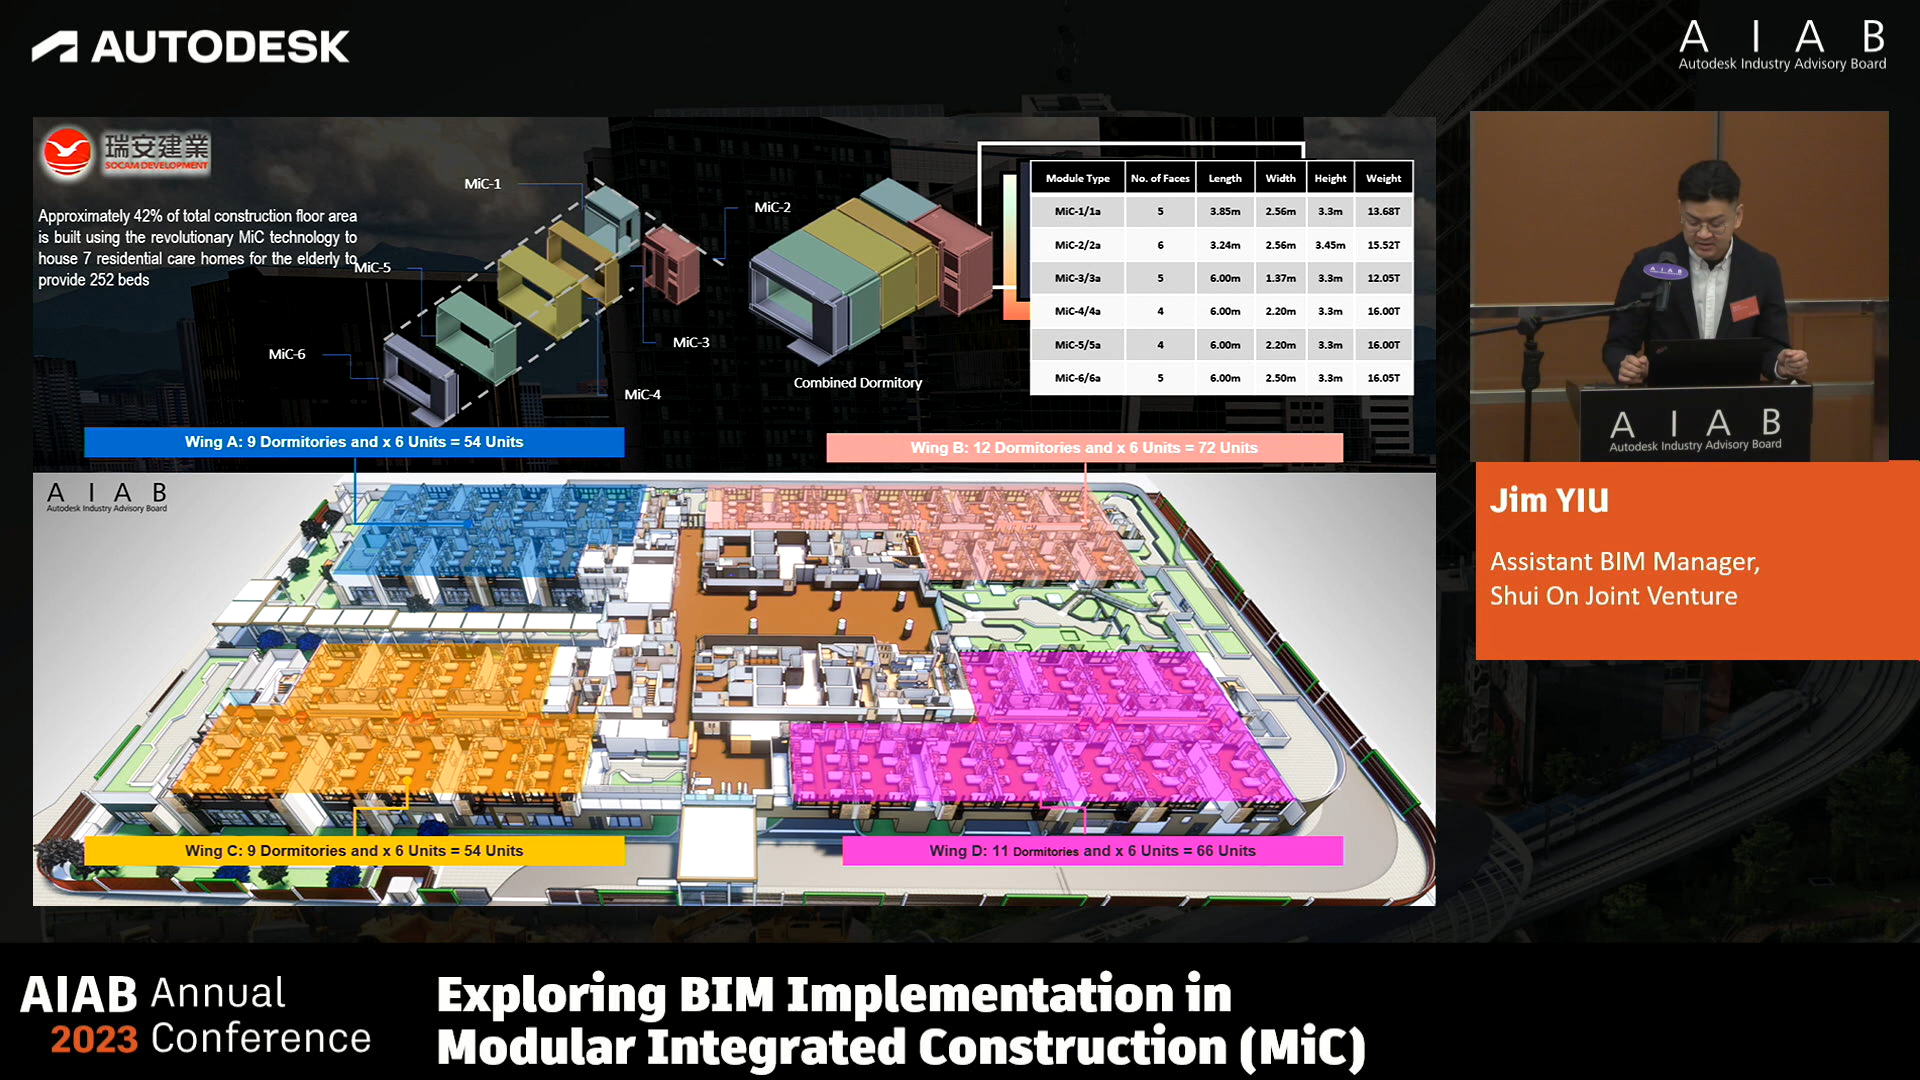 AUTODESK
A I A B
Autodesk Industry Advisory Board
瑞安建業
SOCAM DEVELOPMENT
Approximately 42% of total construction floor area
is built using the revolutionary MiC technology to
house 7 residential care homes for the elderly to
provide 252 beds
MiC-1
MiC-2
MiC-5
MiC-6
MiC-3
MiC-4
Combined Dormitory
Module Type No. of Faces Length Width Height Weight
MiC-1/1a 5 3.85m 2.56m 3.3m 13.68T
MiC-2/2a 6 3.24m 2.56m 3.45m 15.52T
MiC-3/3a 5 6.00m 1.37m 3.3m 12.05T
MiC-4/4a 4 6.00m 2.20m 3.3m 16.00T
MiC-5/5a 4 6.00m 2.20m 3.3m 16.00T
MiC-6/6a 5 6.00m 2.50m 3.3m 16.05T
Wing A: 9 Dormitories and x 6 Units = 54 Units
Wing B: 12 Dormitories and x 6 Units = 72 Units
A I A B
Autodesk Industry Advisory Board
Wing C: 9 Dormitories and x 6 Units = 54 Units
Wing D: 11 Dormitories and x 6 Units = 66 Units
A I A B
A I A B
Autodesk Industry Advisory Board
Jim YIU
Assistant BIM Manager,
Shui On Joint Venture
AIAB Annual
2023 Conference
Exploring BIM Implementation in
Modular Integrated Construction (MiC)